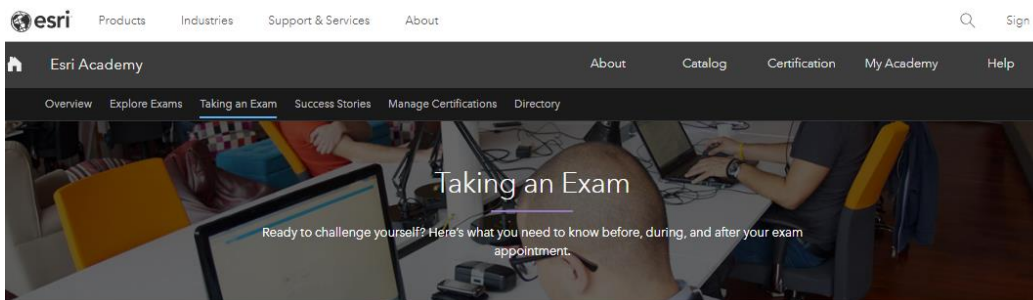 esri Products Industries Support & Services About Sign
Esri Academy About Catalog Certification My Academy Help
Overview Explore Exams Taking an Exam Success Stories Manage Certifications Directory
Taking an Exam
Ready to challenge yourself? Here's what you need to know before, during, and after your exam
appointment.